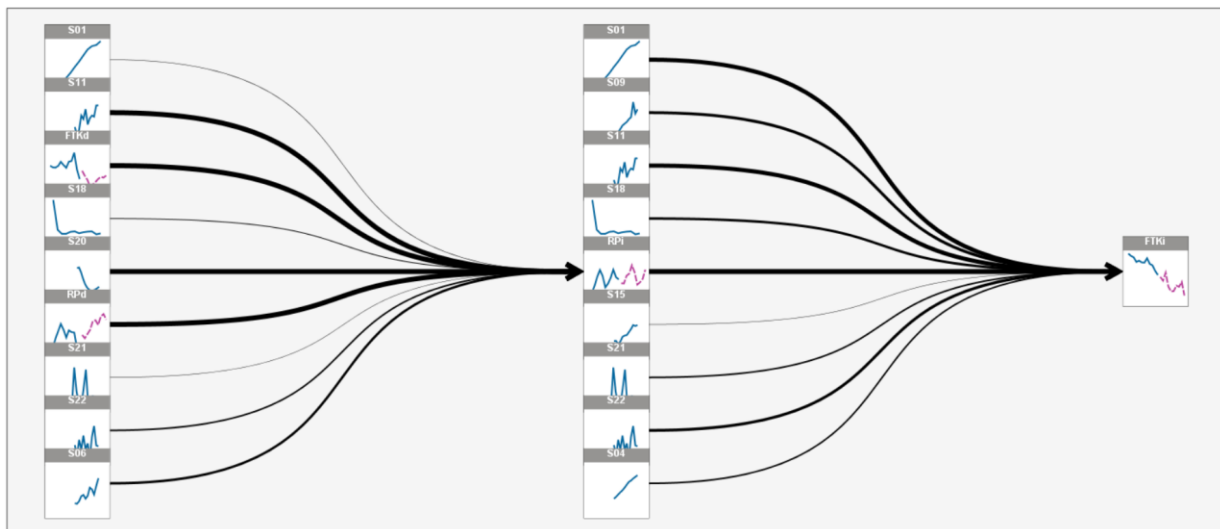 S01
S11
FTKd
S18
S20
RPd
S21
S22
S06
S01
S09
S11
S18
RPi
S15
S21
S22
S04
FTKi